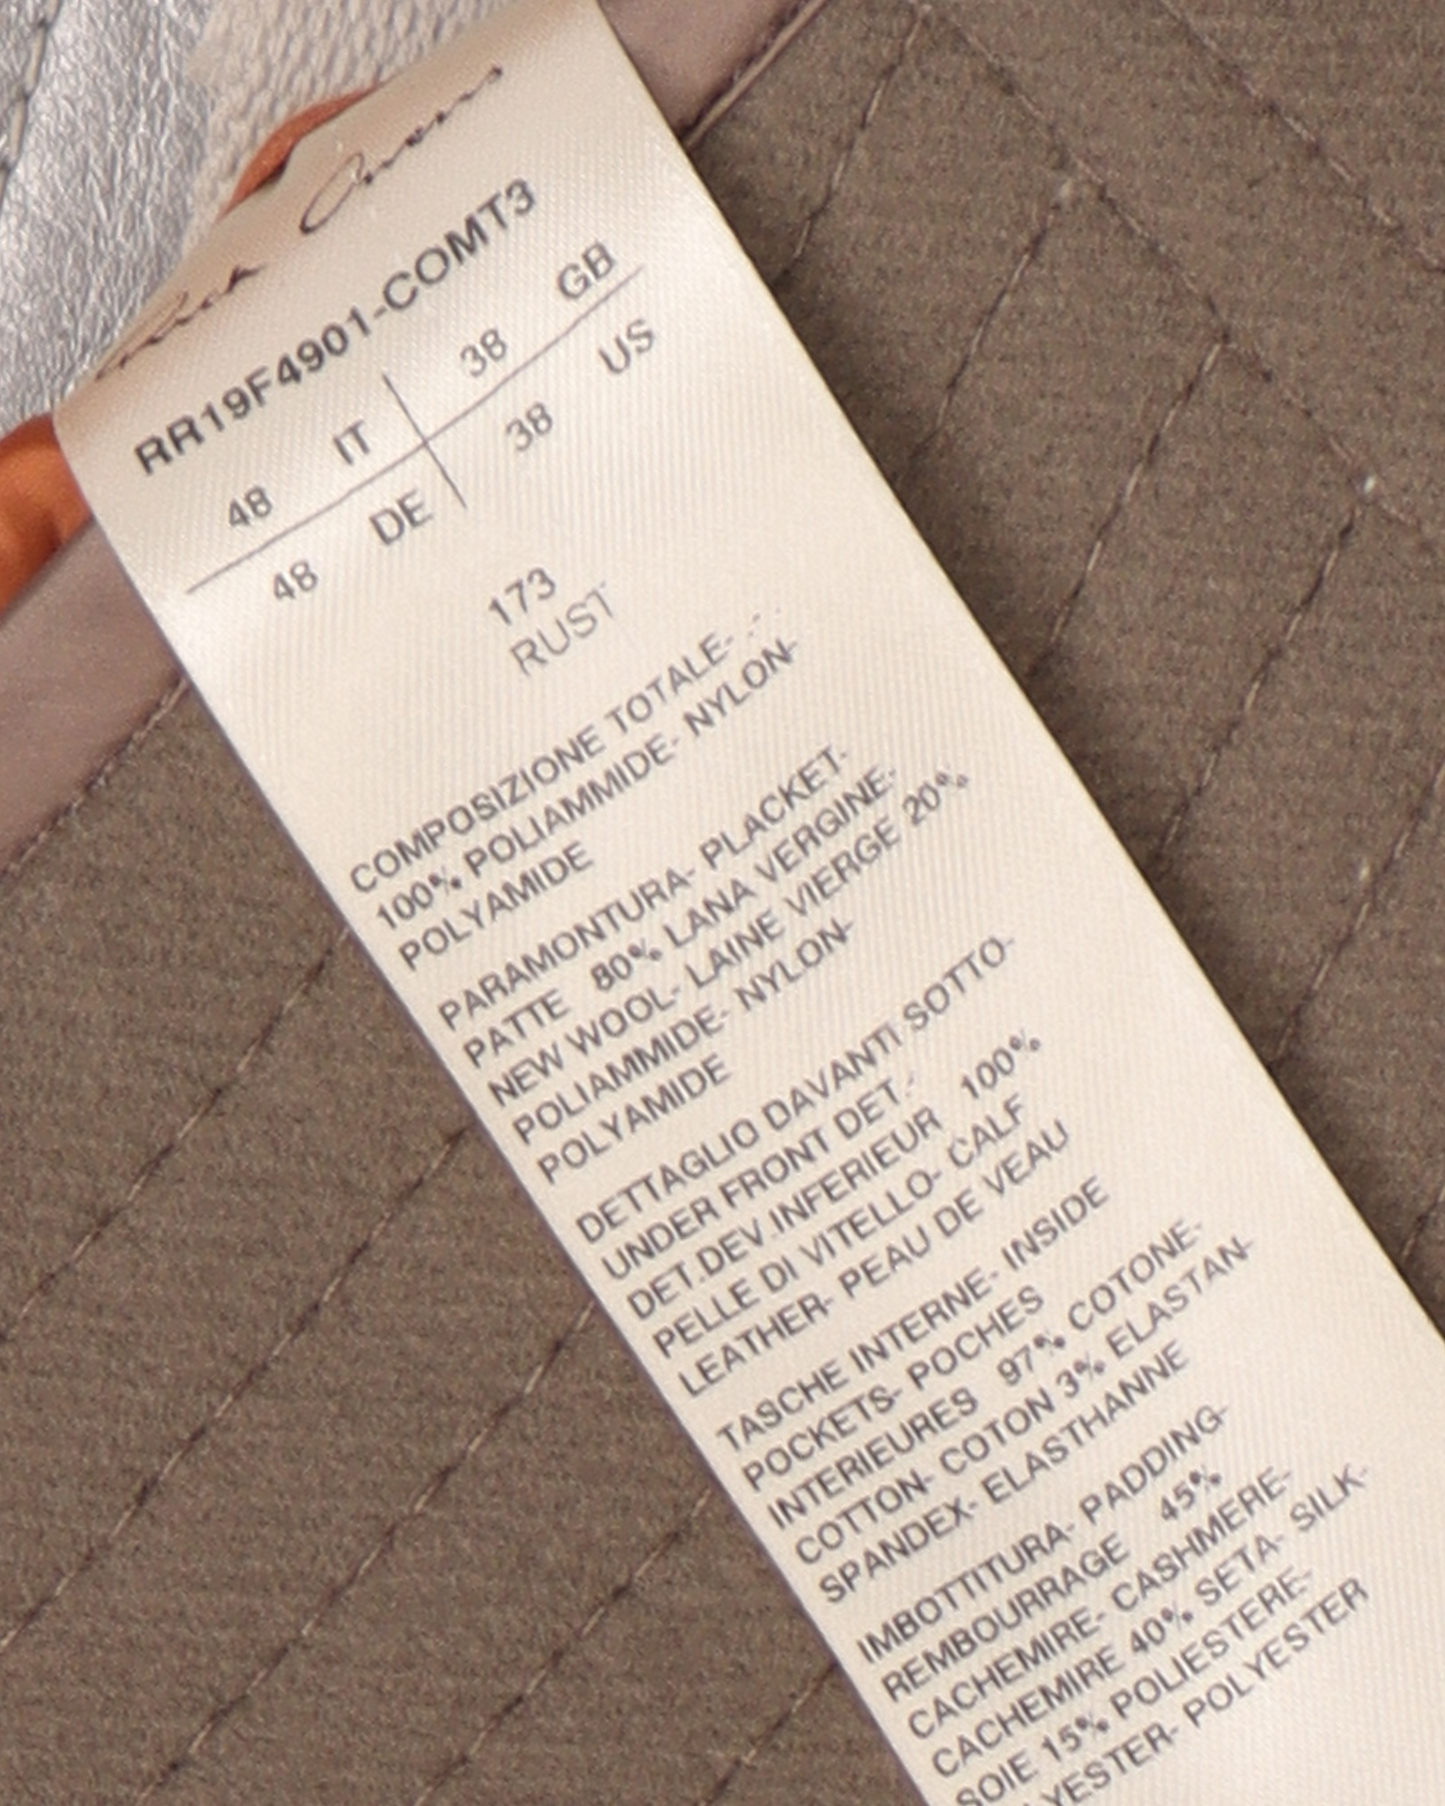 Rick Owens
RR19F4901-COMT3
48 IT 38 GB
48 DE 38 US
173
RUST
COMPOSIZIONE TOTALE-
100% POLIAMMIDE- NYLON-
POLYAMIDE
PARAMONTURA- PLACKET-
PATTE 80% LANA VERGINE-
NEW WOOL- LAINE VIERGE 20%
POLIAMMIDE- NYLON-
POLYAMIDE
DETTAGLIO DAVANTI SOTTO-
UNDER FRONT DET.-
DET.DEV.INFERIEUR 100%
PELLE DI VITELLO- CALF
LEATHER- PEAU DE VEAU
TASCHE INTERNE- INSIDE
POCKETS- POCHES
INTERIEURES 97% COTONE-
COTTON- COTON 3% ELASTAN-
SPANDEX- ELASTHANNE
IMBOTTITURA- PADDING-
REMBOURRAGE 45%
CACHEMIRE- CASHMERE-
CACHEMIRE 40% SETA- SILK-
SOIE 15% POLIESTERE-
LYESTER- POLYESTER